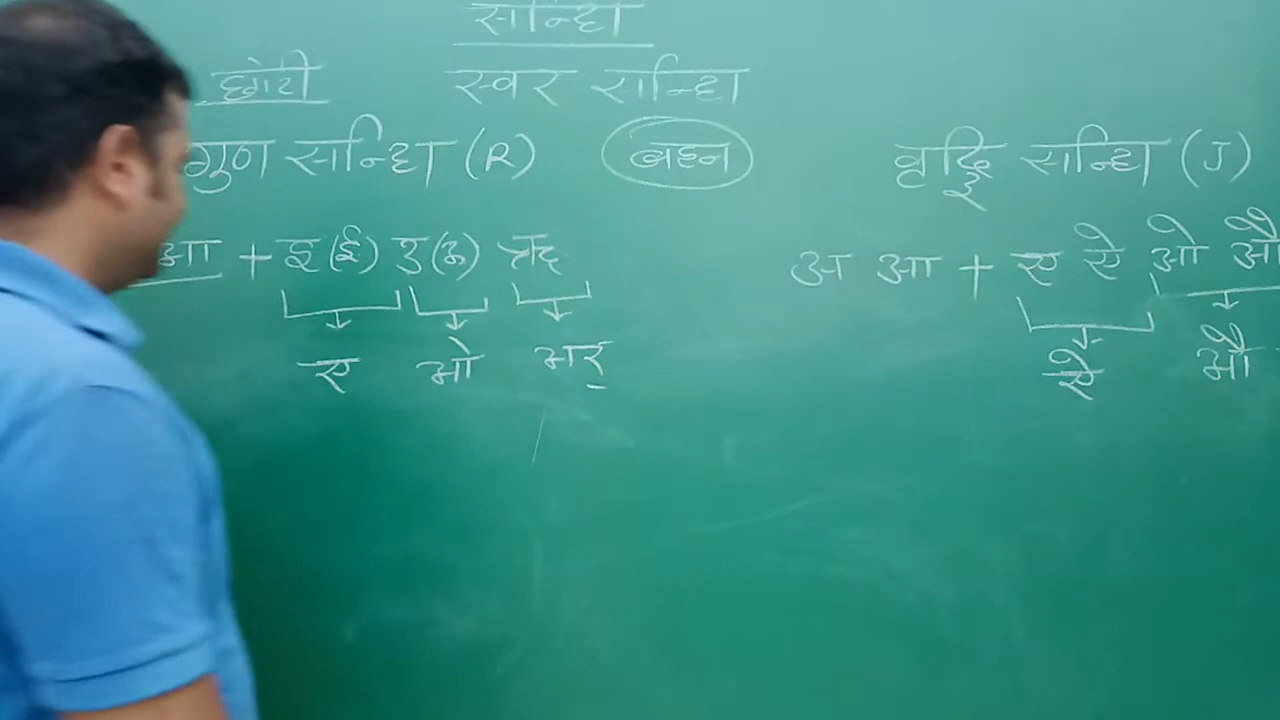 सन्धि
छोटी स्वर सन्धि
गुण सन्धि (R) बहन वृद्धि सन्धि (J)
आ + इ (ई) उ (ऊ) ऋ अ आ + ए ऐ ओ औ
ए ओ अर् ऐ औ